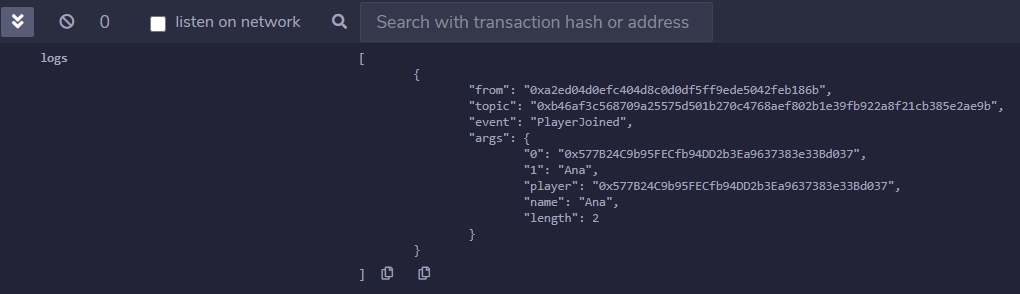 0 listen on network Search with transaction hash or address
logs [
{
"from": "0xa2ed04d0efc404d8c0d0df5ff9ede5042feb186b",
"topic": "0xb46af3c568709a25575d501b270c4768aef802b1e39fb922a8f21cb385e2ae9b",
"event": "PlayerJoined",
"args": {
"0": "0x577B24C9b95FECfb94DD2b3Ea9637383e33Bd037",
"1": "Ana",
"player": "0x577B24C9b95FECfb94DD2b3Ea9637383e33Bd037",
"name": "Ana",
"length": 2
}
}
]